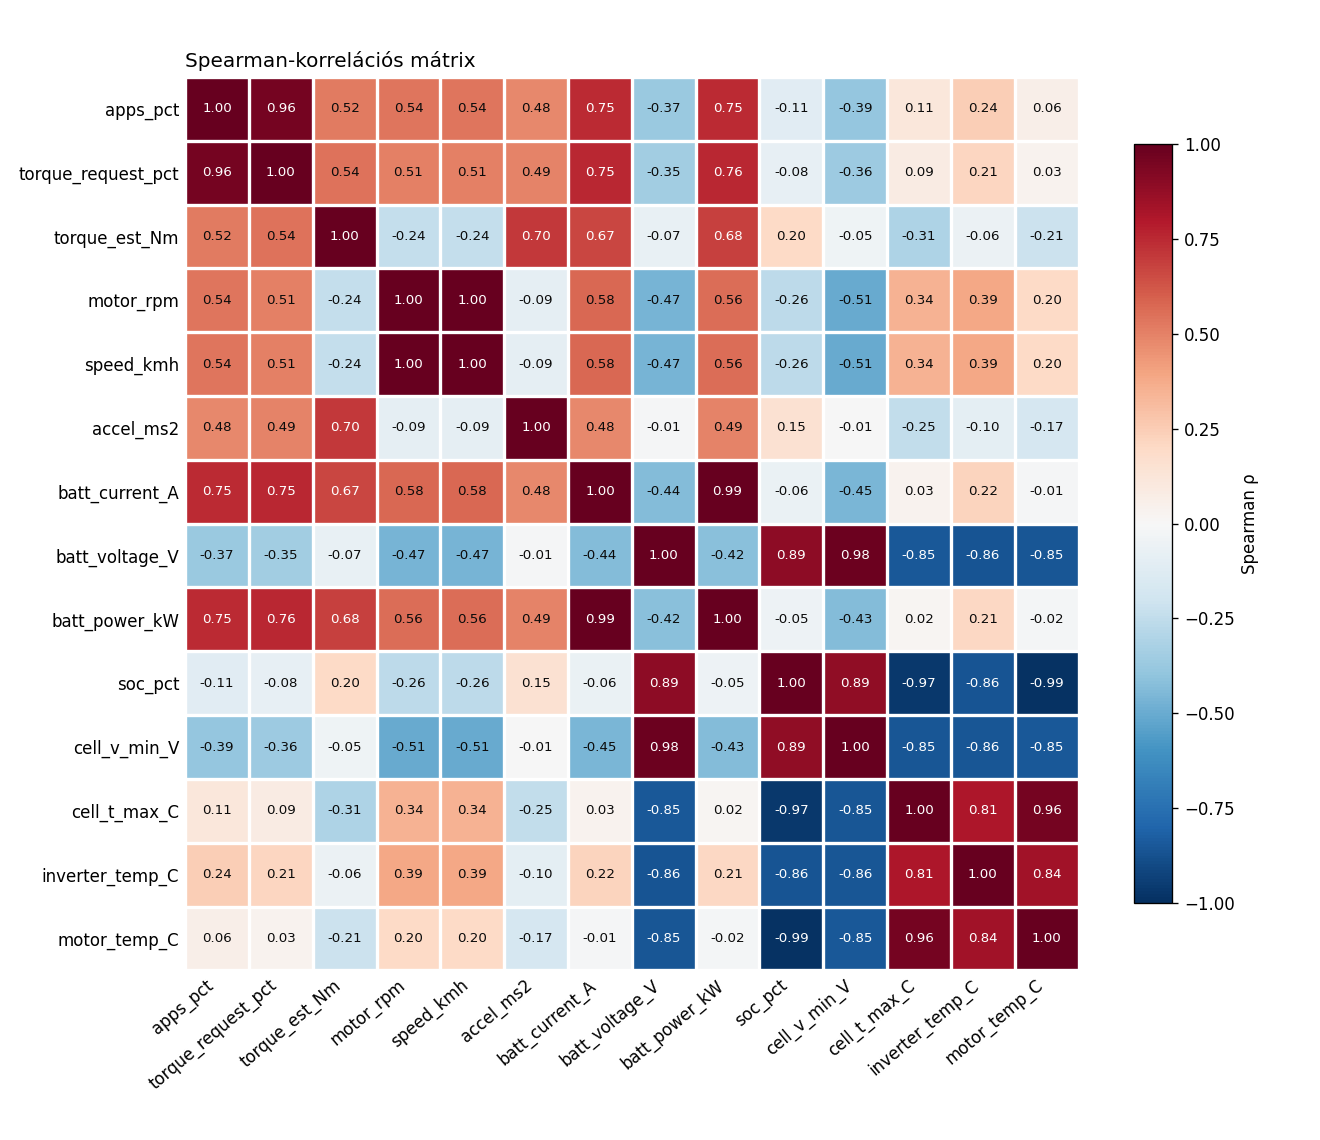 Spearman-korrelációs mátrix
apps_pct 1.00 0.96 0.52 0.54 0.54 0.48 0.75 -0.37 0.75 -0.11 -0.39 0.11 0.24 0.06
torque_request_pct 0.96 1.00 0.54 0.51 0.51 0.49 0.75 -0.35 0.76 -0.08 -0.36 0.09 0.21 0.03
torque_est_Nm 0.52 0.54 1.00 -0.24 -0.24 0.70 0.67 -0.07 0.68 0.20 -0.05 -0.31 -0.06 -0.21
motor_rpm 0.54 0.51 -0.24 1.00 1.00 -0.09 0.58 -0.47 0.56 -0.26 -0.51 0.34 0.39 0.20
speed_kmh 0.54 0.51 -0.24 1.00 1.00 -0.09 0.58 -0.47 0.56 -0.26 -0.51 0.34 0.39 0.20
accel_ms2 0.48 0.49 0.70 -0.09 -0.09 1.00 0.48 -0.01 0.49 0.15 -0.01 -0.25 -0.10 -0.17
batt_current_A 0.75 0.75 0.67 0.58 0.58 0.48 1.00 -0.44 0.99 -0.06 -0.45 0.03 0.22 -0.01
batt_voltage_V -0.37 -0.35 -0.07 -0.47 -0.47 -0.01 -0.44 1.00 -0.42 0.89 0.98 -0.85 -0.86 -0.85
batt_power_kW 0.75 0.76 0.68 0.56 0.56 0.49 0.99 -0.42 1.00 -0.05 -0.43 0.02 0.21 -0.02
soc_pct -0.11 -0.08 0.20 -0.26 -0.26 0.15 -0.06 0.89 -0.05 1.00 0.89 -0.97 -0.86 -0.99
cell_v_min_V -0.39 -0.36 -0.05 -0.51 -0.51 -0.01 -0.45 0.98 -0.43 0.89 1.00 -0.85 -0.86 -0.85
cell_t_max_C 0.11 0.09 -0.31 0.34 0.34 -0.25 0.03 -0.85 0.02 -0.97 -0.85 1.00 0.81 0.96
inverter_temp_C 0.24 0.21 -0.06 0.39 0.39 -0.10 0.22 -0.86 0.21 -0.86 -0.86 0.81 1.00 0.84
motor_temp_C 0.06 0.03 -0.21 0.20 0.20 -0.17 -0.01 -0.85 -0.02 -0.99 -0.85 0.96 0.84 1.00
apps_pct torque_request_pct torque_est_Nm motor_rpm speed_kmh accel_ms2 batt_current_A batt_voltage_V batt_power_kW soc_pct cell_v_min_V cell_t_max_C inverter_temp_C motor_temp_C
1.00
0.75
0.50
0.25
0.00
−0.25
−0.50
−0.75
−1.00
Spearman ρ